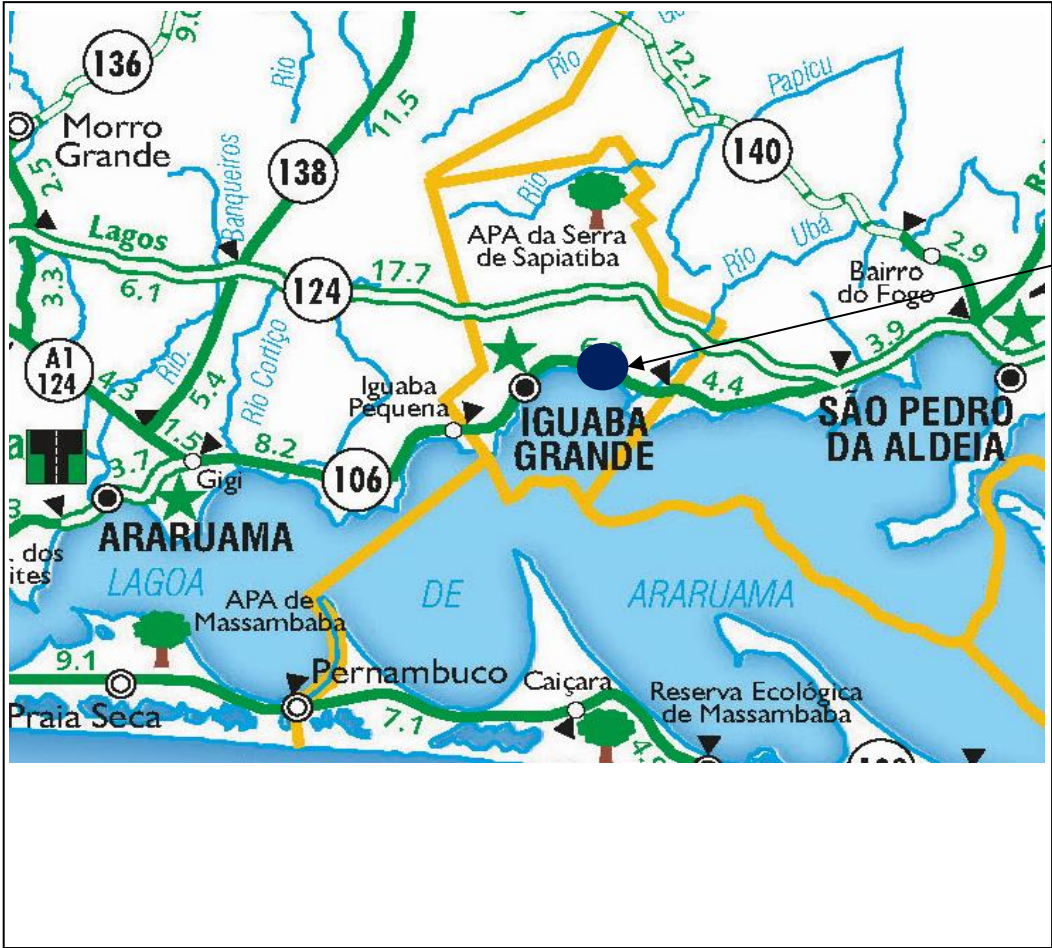 136
9.0
Rio
Rio
12.1
Papicu
Morro
Grande
11.5
138
140
2.5
Banqueiros
Rio
Lagos
6.1
17.7
124
APA da Serra
de Sapiatiba
Rio
Ubá
Bairro
do Fogo
2.9
3.3
A1
124
4.3
Rib.
5.4
Rio Cortiço
Iguaba
Pequena
4.4
3.9
1.5
8.2
3.7
Gigi
106
IGUABA
GRANDE
SÃO PEDRO
DA ALDEIA
a
3
ARARUAMA
. dos
ites
LAGOA
DE
ARARUAMA
APA de
Massambaba
9.1
Pernambuco
Praia Seca
7.1
Caiçara
Reserva Ecológica
de Massambaba